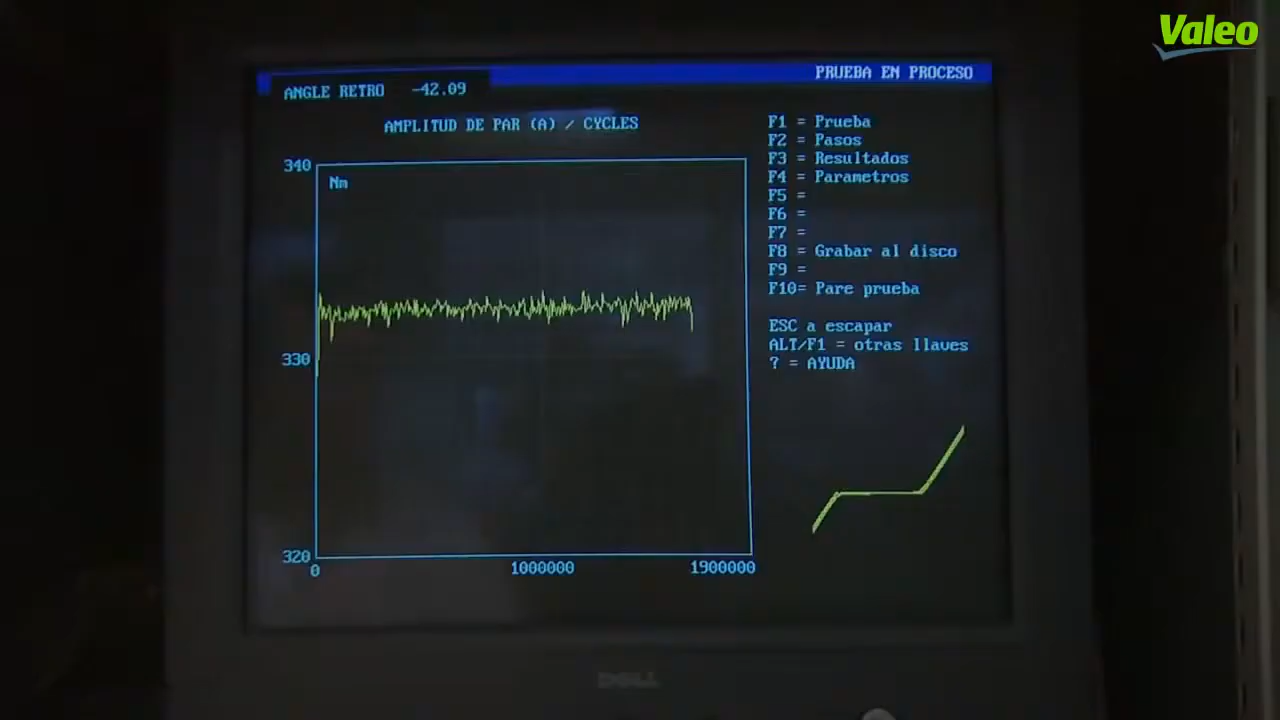 Valeo
PRUEBA EN PROCESO
ANGLE RETRO -42.09
AMPLITUD DE PAR (A) / CYCLES
340
Nm
330
320
0
1000000
1900000
F1 = Prueba
F2 = Pasos
F3 = Resultados
F4 = Parametros
F5 =
F6 =
F7 =
F8 = Grabar al disco
F9 =
F10= Pare prueba
ESC a escapar
ALT/F1 = otras llaves
? = AYUDA
DELL